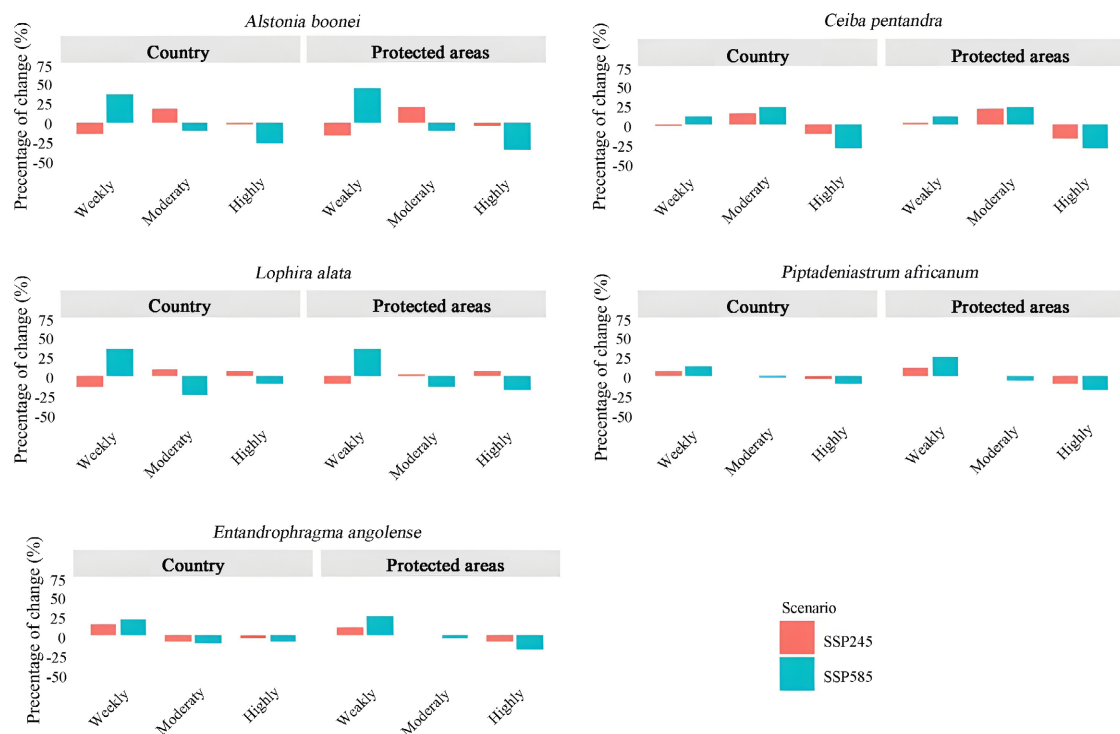 Alstonia boonei
Precentage of change (%)
Country
Protected areas
75
50
25
0
-25
-50
Weekly
Moderaty
Highly
Weakly
Moderaly
Highly
Ceiba pentandra
Precentage of change (%)
Country
Protected areas
75
50
25
0
-25
-50
Weekly
Moderaty
Highly
Weakly
Moderaly
Highly
Lophira alata
Precentage of change (%)
Country
Protected areas
75
50
25
0
-25
-50
Weekly
Moderaty
Highly
Weakly
Moderaly
Highly
Piptadeniastrum africanum
Precentage of change (%)
Country
Protected areas
75
50
25
0
-25
-50
Weekly
Moderaty
Highly
Weakly
Moderaly
Highly
Entandrophragma angolense
Precentage of change (%)
Country
Protected areas
75
50
25
0
-25
-50
Weekly
Moderaty
Highly
Weakly
Moderaly
Highly
Scenario
SSP245
SSP585